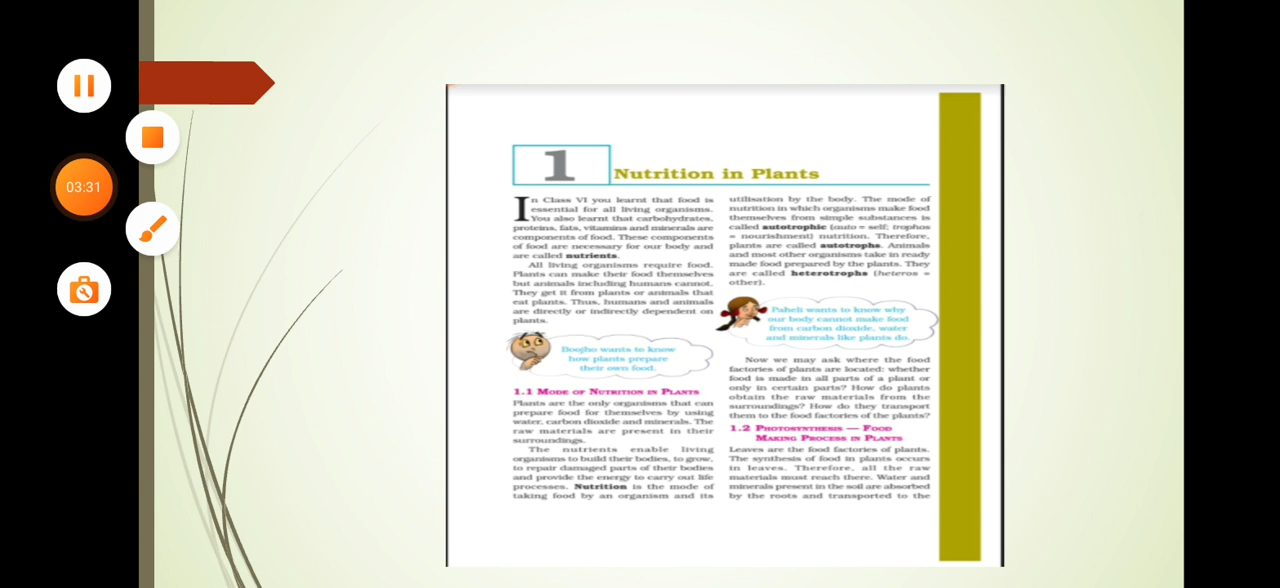 03:31
1
Nutrition in Plants
In Class VI you learnt that food is
essential for all living organisms.
You also learnt that carbohydrates,
proteins, fats, vitamins and minerals are
components of food. These components
of food are necessary for our body and
are called nutrients.
All living organisms require food.
Plants can make their food themselves
but animals including humans cannot.
They get it from plants or animals that
eat plants. Thus, humans and animals
are directly or indirectly dependent on
plants.
Boojho wants to know
how plants prepare
their own food.
1.1 MODE OF NUTRITION IN PLANTS
Plants are the only organisms that can
prepare food for themselves by using
water, carbon dioxide and minerals. The
raw materials are present in their
surroundings.
The nutrients enable living
organisms to build their bodies, to grow,
to repair damaged parts of their bodies
and provide the energy to carry out life
processes. Nutrition is the mode of
taking food by an organism and its
utilisation by the body. The mode of
nutrition in which organisms make food
themselves from simple substances is
called autotrophic (auto = self; trophos
= nourishment) nutrition. Therefore,
plants are called autotrophs. Animals
and most other organisms take in ready
made food prepared by the plants. They
are called heterotrophs (heteros =
other).
Paheli wants to know why
our body cannot make food
from carbon dioxide, water
and minerals like plants do.
Now we may ask where the food
factories of plants are located: whether
food is made in all parts of a plant or
only in certain parts? How do plants
obtain the raw materials from the
surroundings? How do they transport
them to the food factories of the plants?
1.2 PHOTOSYNTHESIS — FOOD
MAKING PROCESS IN PLANTS
Leaves are the food factories of plants.
The synthesis of food in plants occurs
in leaves. Therefore, all the raw
materials must reach there. Water and
minerals present in the soil are absorbed
by the roots and transported to the